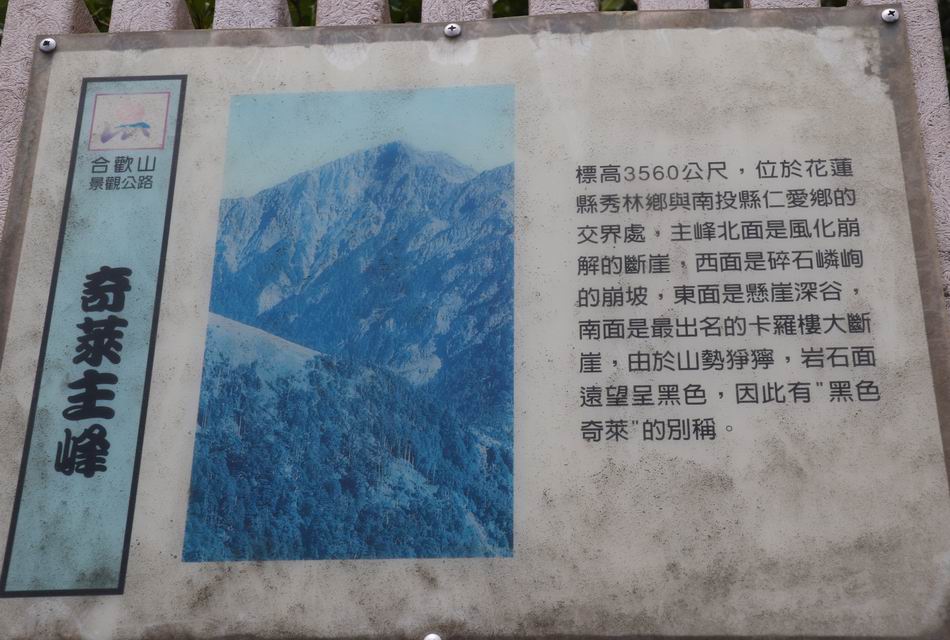 合歡山
景觀公路
奇萊主峰
標高3560公尺，位於花蓮
縣秀林鄉與南投縣仁愛鄉的
交界處。主峰北面是風化崩
解的斷崖，西面是碎石嶙峋
的崩坡，東面是懸崖深谷，
南面是最出名的卡羅樓大斷
崖，由於山勢猙獰，岩石面
遠望呈黑色，因此有"黑色
奇萊"的別稱。